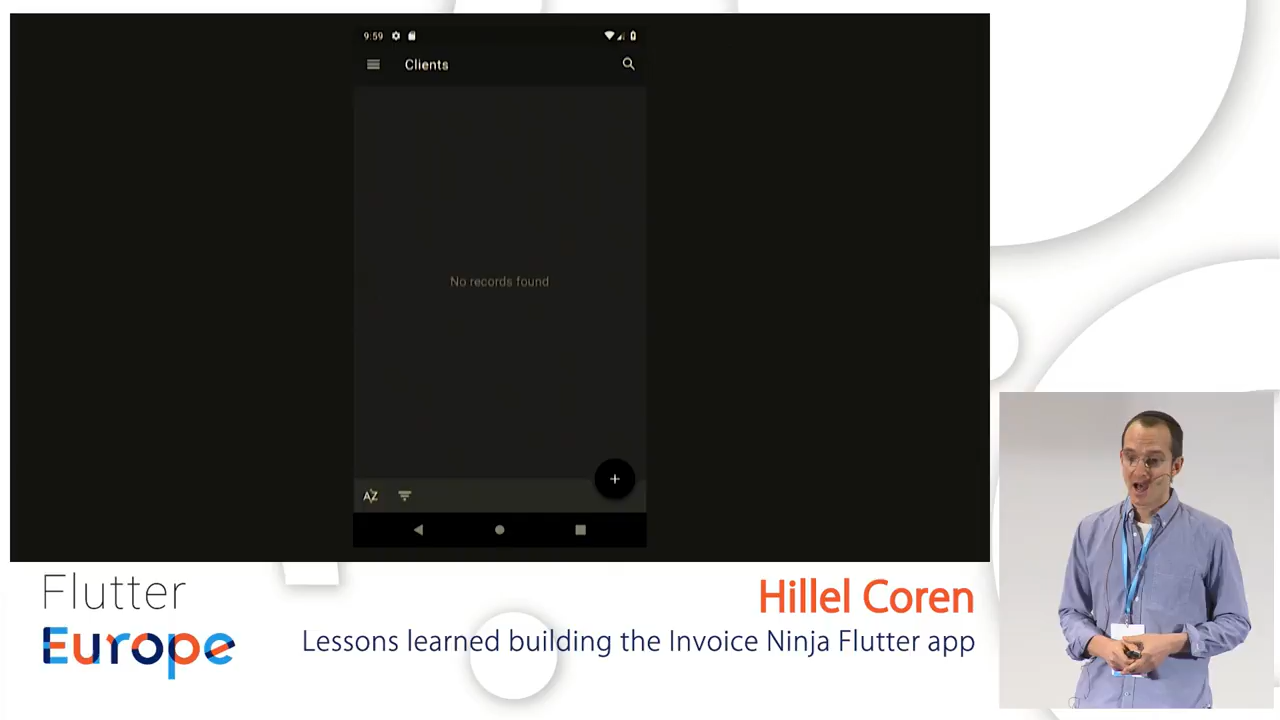 9:59
Clients
No records found
AZ
Flutter
Europe
Hillel Coren
Lessons learned building the Invoice Ninja Flutter app